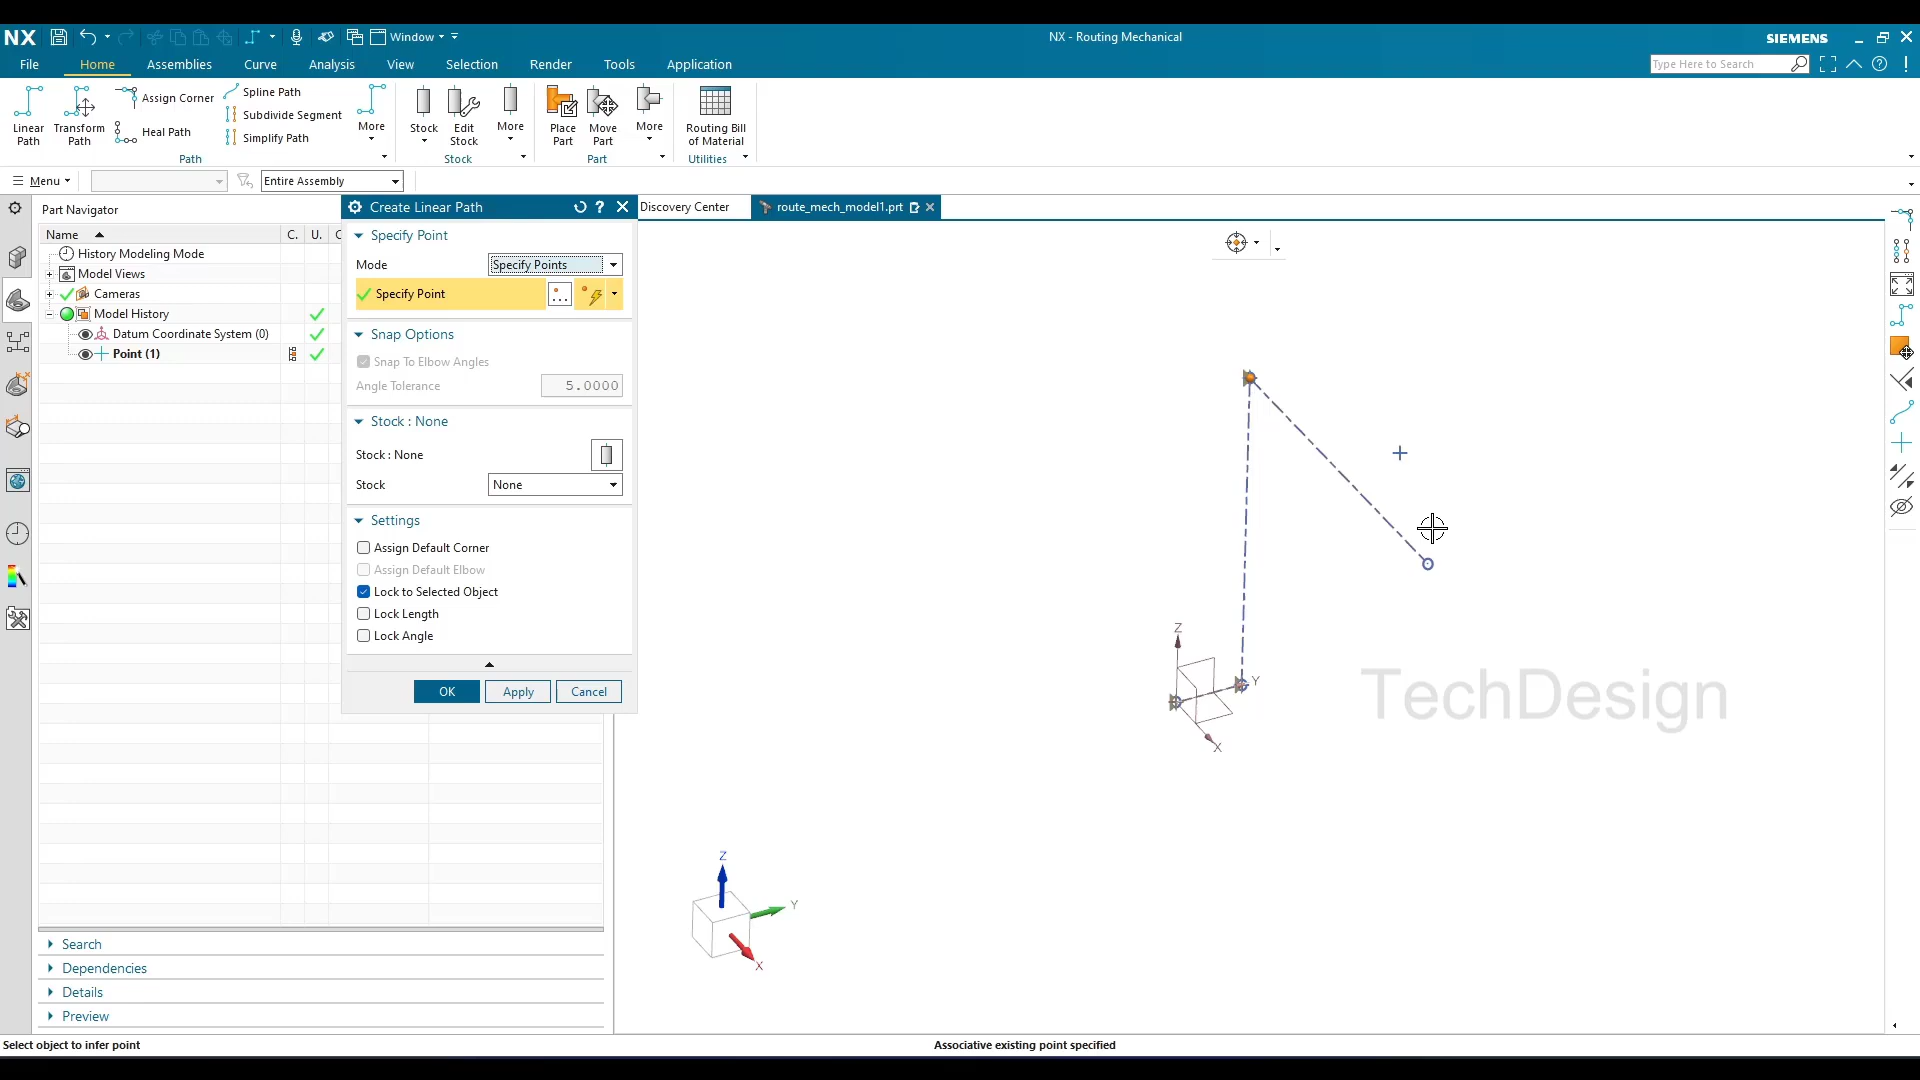 NX
Window
NX - Routing Mechanical
SIEMENS
File
Home
Assemblies
Curve
Analysis
View
Selection
Render
Tools
Application
Type Here to Search
Linear Path
Transform Path
Assign Corner
Heal Path
Spline Path
Subdivide Segment
Simplify Path
More
Path
Stock
Edit Stock
More
Stock
Place Part
Move Part
More
Part
Routing Bill of Material
Utilities
Menu
Entire Assembly
Part Navigator
Create Linear Path
Discovery Center
route_mech_model1.prt
Name
C.
U.
C
History Modeling Mode
Model Views
Cameras
Model History
Datum Coordinate System (0)
Point (1)
Specify Point
Mode
Specify Points
Specify Point
Snap Options
Snap To Elbow Angles
Angle Tolerance
5.0000
Stock : None
Stock : None
Stock
None
Settings
Assign Default Corner
Assign Default Elbow
Lock to Selected Object
Lock Length
Lock Angle
OK
Apply
Cancel
Z
Y
X
TechDesign
Z
Y
X
Search
Dependencies
Details
Preview
Select object to infer point
Associative existing point specified